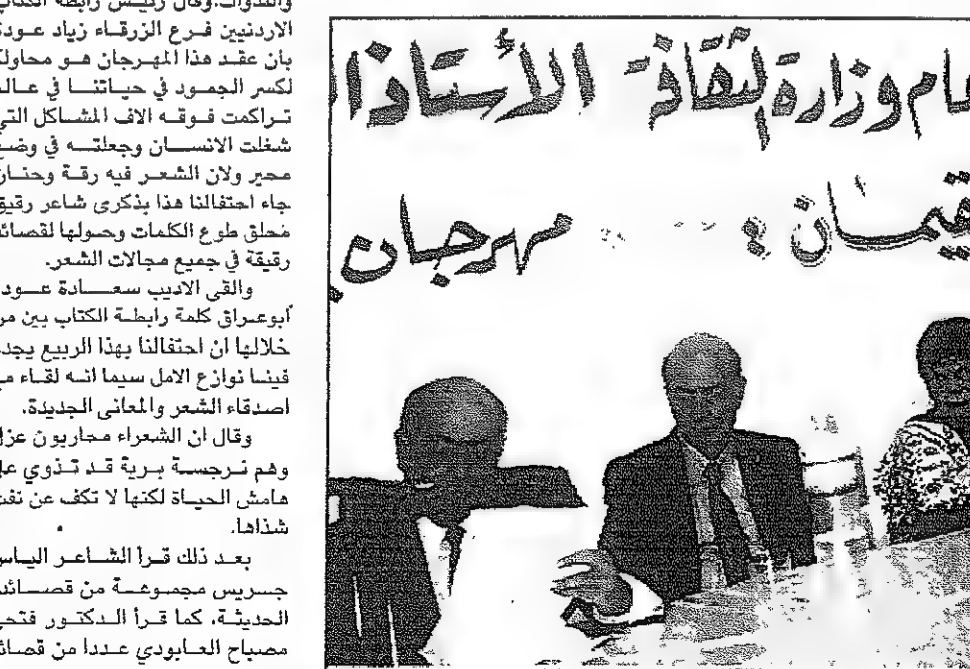 والندوات.وقال رئيس رابطة الكتاب
الاردنيين فرع الزرقاء زياد عودة
بأن عقد هذا المهرجان هو محاولة
لكسر الجمود في حياتنا في عالم
تراكمت فوقه الاف المشاكل التي
شغلت الانسان وجعلته في وضع
محير ولان الشعر فيه رقة وحنان
جاء احتفالنا هذا بذكرى شاعر رقيق
محلق طوع الكلمات وحولها لقصائد
رقيقة في جميع مجالات الشعر.
والقى الاديب سعادة عودة
أبوعراق كلمة رابطة الكتاب بين من
خلالها ان احتفالنا بهذا الربيع يجدد
فينا نوازع الامل سيما انه لقاء مع
اصدقاء الشعر والمعاني الجديدة.
وقال ان الشعراء محاربون عزل
وهم نرجسة برية قد تذوي على
هامش الحياة لكنها لا تكف عن نفث
شذاها.
بعد ذلك قرأ الشاعر الياس
جريس مجموعة من قصائده
الحديثة، كما قرأ الدكتور فتحي
مصباح العابودي عددا من قصائد
ام وزارة الثقافة الأستاذ
قيمان : مهرجان